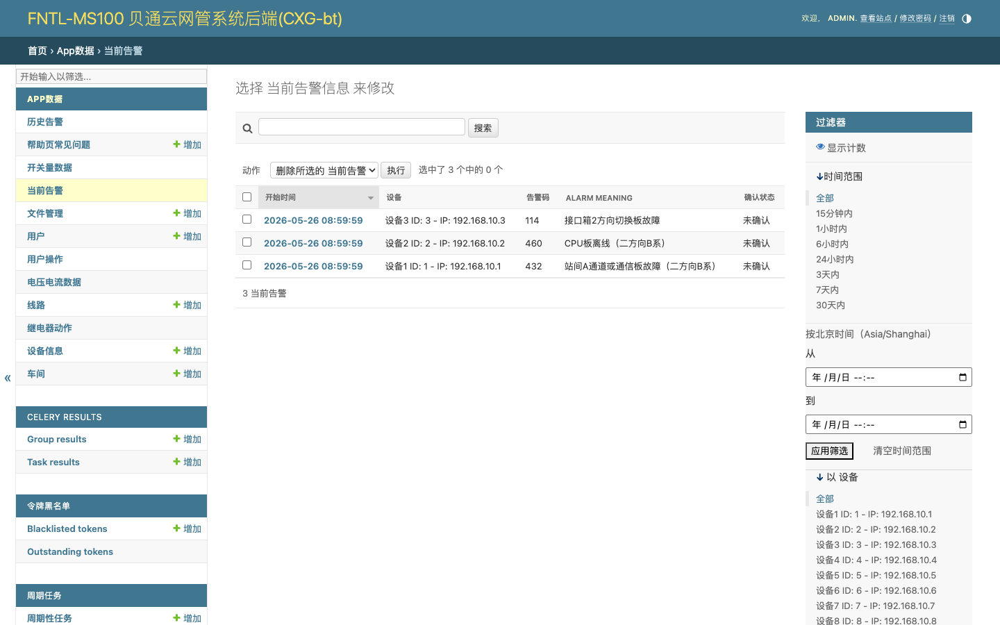 FNTL-MS100 贝通云网管系统后端(CXG-bt)
欢迎， ADMIN. 查看站点 / 修改密码 / 注销
首页 › App数据 › 当前告警
开始输入以筛选...
APP数据
历史告警
帮助页常见问题 增加
开关量数据
当前告警
文件管理 增加
用户 增加
用户操作
电压电流数据
线路 增加
继电器动作
设备信息 增加
车间 增加
«
CELERY RESULTS
Group results 增加
Task results 增加
令牌黑名单
Blacklisted tokens 增加
Outstanding tokens
周期任务
周期性任务 增加
选择 当前告警信息 来修改
搜索
动作 删除所选的 当前告警 执行 选中了 3 个中的 0 个
开始时间 设备 告警码 ALARM MEANING 确认状态
2026-05-26 08:59:59 设备3 ID: 3 - IP: 192.168.10.3 114 接口箱2方向切换板故障 未确认
2026-05-26 08:59:59 设备2 ID: 2 - IP: 192.168.10.2 460 CPU板离线（二方向B系） 未确认
2026-05-26 08:59:59 设备1 ID: 1 - IP: 192.168.10.1 432 站间A通道或通信板故障（二方向B系） 未确认
3 当前告警
过滤器
显示计数
时间范围
全部
15分钟内
1小时内
6小时内
24小时内
3天内
7天内
30天内
按北京时间（Asia/Shanghai）
从
年 /月/日 --:--
到
年 /月/日 --:--
应用筛选 清空时间范围
以 设备
全部
设备1 ID: 1 - IP: 192.168.10.1
设备2 ID: 2 - IP: 192.168.10.2
设备3 ID: 3 - IP: 192.168.10.3
设备4 ID: 4 - IP: 192.168.10.4
设备5 ID: 5 - IP: 192.168.10.5
设备6 ID: 6 - IP: 192.168.10.6
设备7 ID: 7 - IP: 192.168.10.7
设备8 ID: 8 - IP: 192.168.10.8